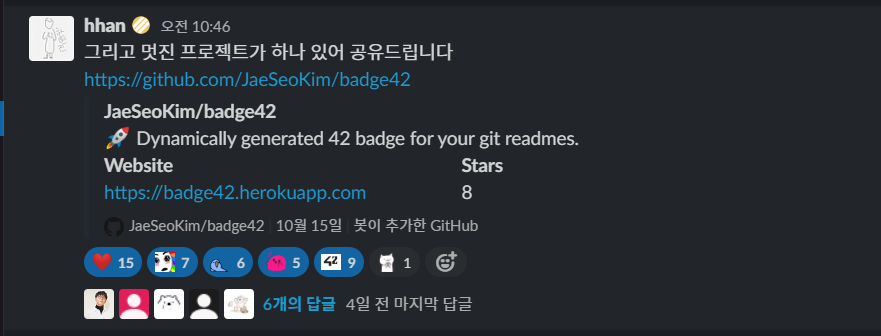 hhan 오전 10:46
그리고 멋진 프로젝트가 하나 있어 공유드립니다
https://github.com/JaeSeoKim/badge42
JaeSeoKim/badge42
🚀 Dynamically generated 42 badge for your git readmes.
Website Stars
https://badge42.herokuapp.com 8
JaeSeoKim/badge42 | 10월 15일 | 봇이 추가한 GitHub
❤️ 15 7 6 5 42 9 1
6개의 답글 4일 전 마지막 답글